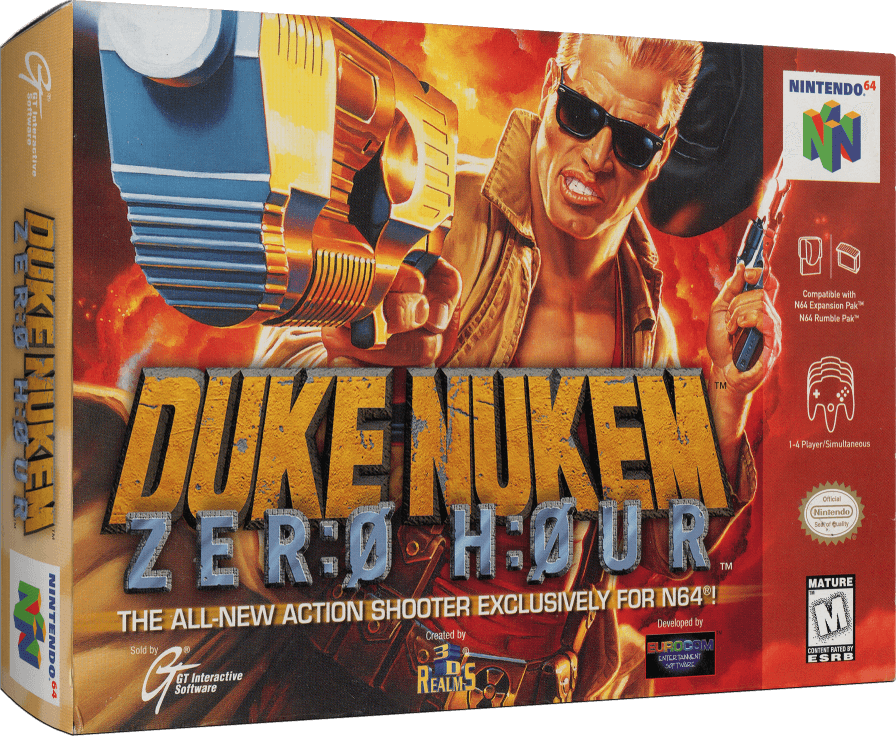 GT Interactive
Software
DUKE NUKEM
ZER:Ø H:ØUR
NINTENDO 64
DUKE NUKEM™
ZER:Ø H:ØUR™
THE ALL-NEW ACTION SHOOTER EXCLUSIVELY FOR N64®!
Sold by
GT Interactive
Software
Created by
3D
REALMS
Developed by
EUROCOM
ENTERTAINMENT
SOFTWARE
NINTENDO64
Compatible with
N64 Expansion Pak™
N64 Rumble Pak™
1-4 Player/Simultaneous
Official
Nintendo
Seal of Quality
MATURE
M
CONTENT RATED BY
ESRB